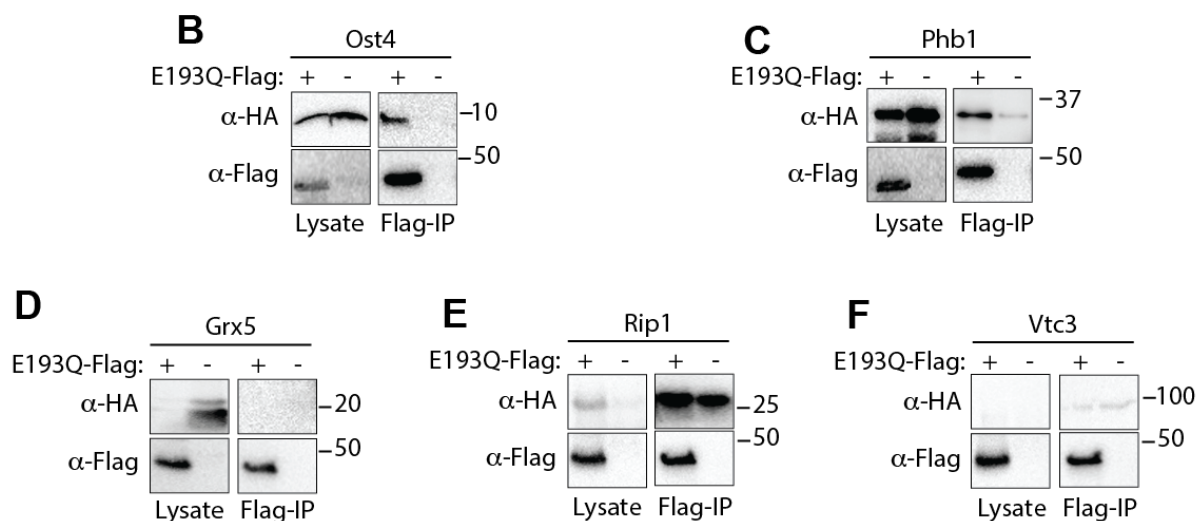 B
Ost4
E193Q-Flag: + - + -
α-HA
-10
-50
α-Flag
Lysate Flag-IP
C
Phb1
E193Q-Flag: + - + -
-37
α-HA
-50
α-Flag
Lysate Flag-IP
D
Grx5
E193Q-Flag: + - + -
α-HA
-20
-50
α-Flag
Lysate Flag-IP
E
Rip1
E193Q-Flag: + - + -
α-HA
-25
-50
α-Flag
Lysate Flag-IP
F
Vtc3
E193Q-Flag: + - + -
α-HA
-100
-50
α-Flag
Lysate Flag-IP